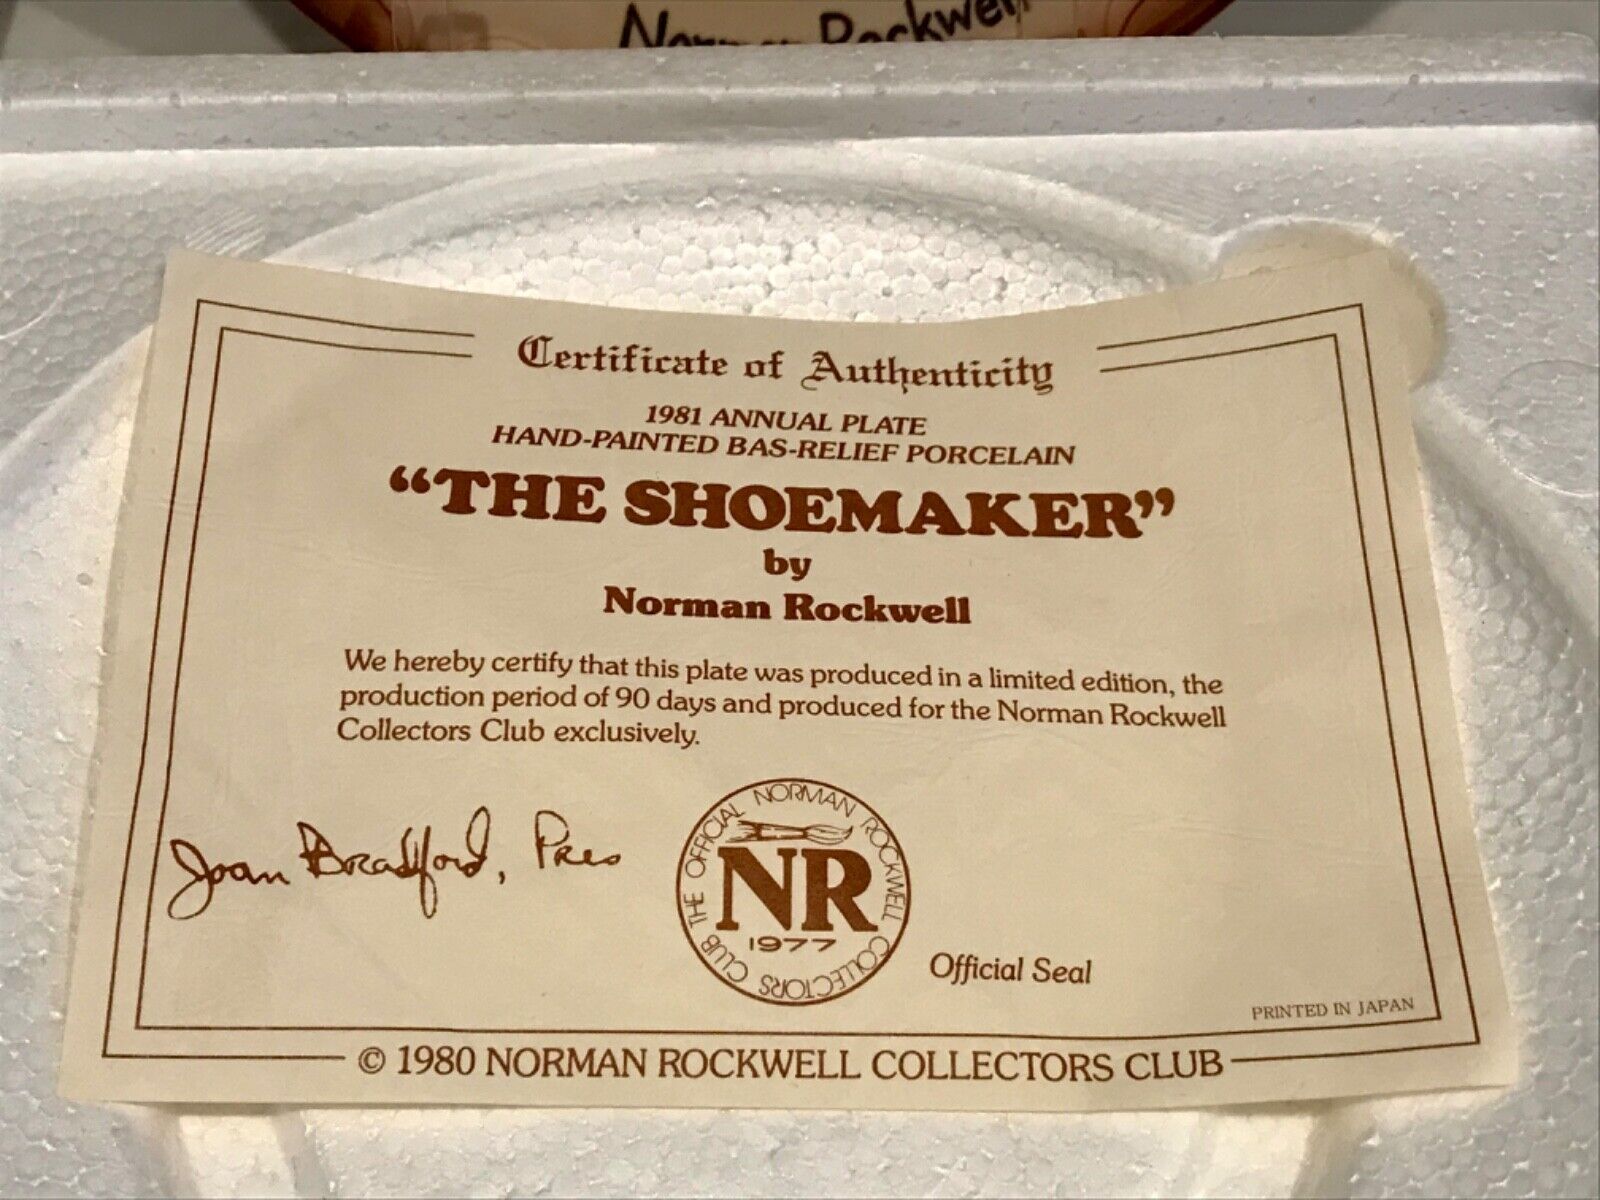 Norman Rockwell
Certificate of Authenticity
1981 ANNUAL PLATE
HAND-PAINTED BAS-RELIEF PORCELAIN
“THE SHOEMAKER”
by
Norman Rockwell
We hereby certify that this plate was produced in a limited edition, the
production period of 90 days and produced for the Norman Rockwell
Collectors Club exclusively.
Joan Bradford, Pres
THE OFFICIAL NORMAN ROCKWELL COLLECTORS CLUB
NR
1977
Official Seal
PRINTED IN JAPAN
© 1980 NORMAN ROCKWELL COLLECTORS CLUB